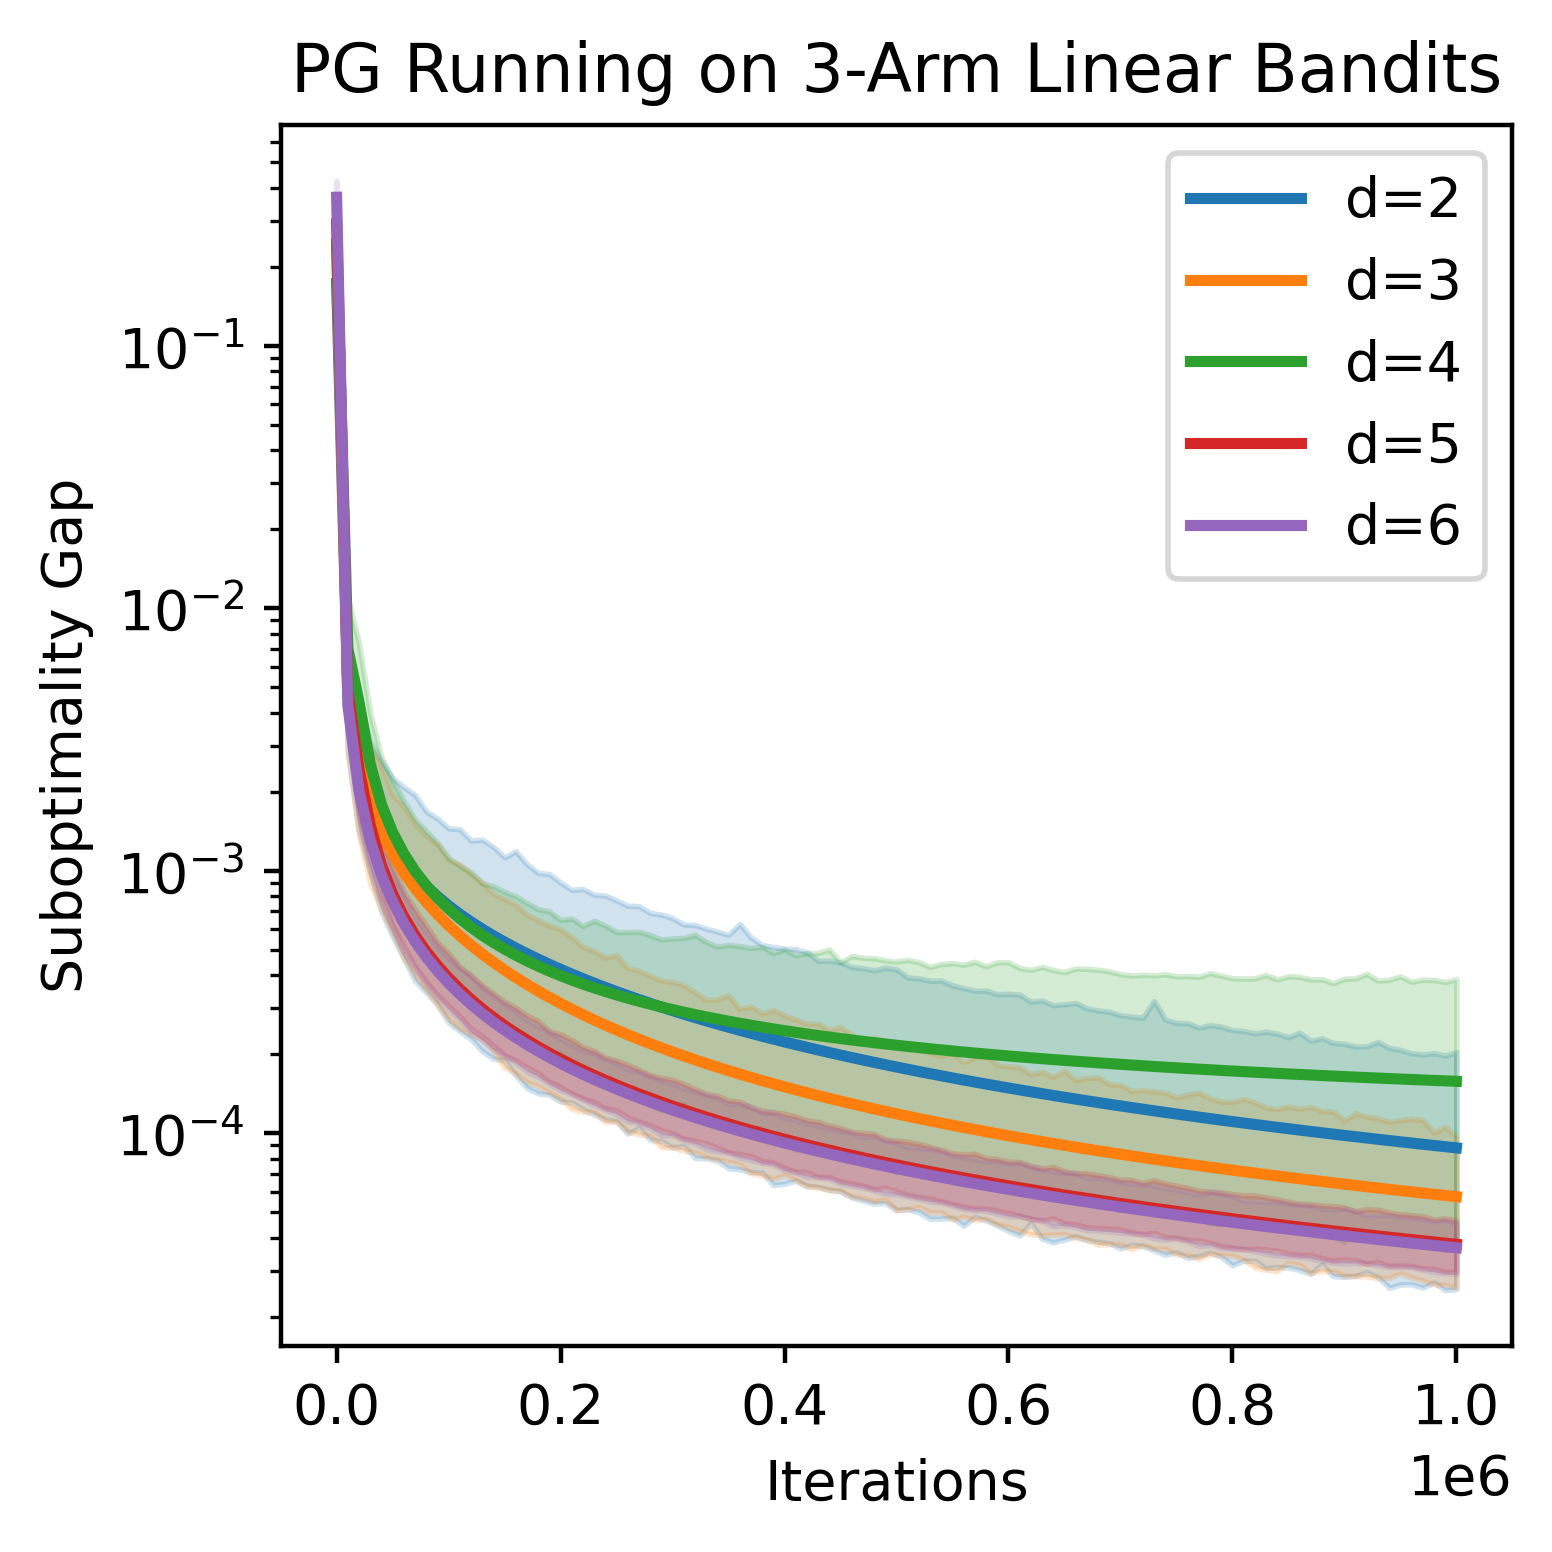 PG Running on 3-Arm Linear Bandits
d=2
d=3
d=4
d=5
d=6
Suboptimality Gap
10⁻¹
10⁻²
10⁻³
10⁻⁴
0.0 0.2 0.4 0.6 0.8 1.0
1e6
Iterations